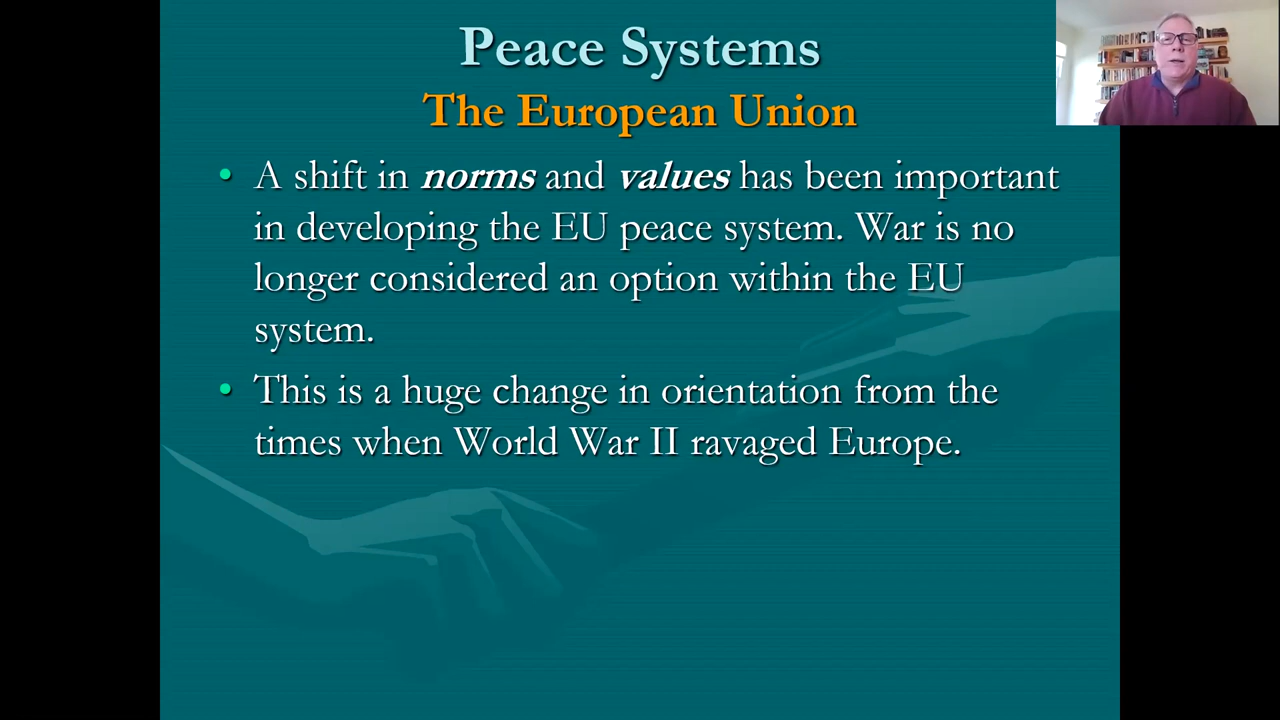 Peace Systems
The European Union
• A shift in norms and values has been important
in developing the EU peace system. War is no
longer considered an option within the EU
system.
• This is a huge change in orientation from the
times when World War II ravaged Europe.